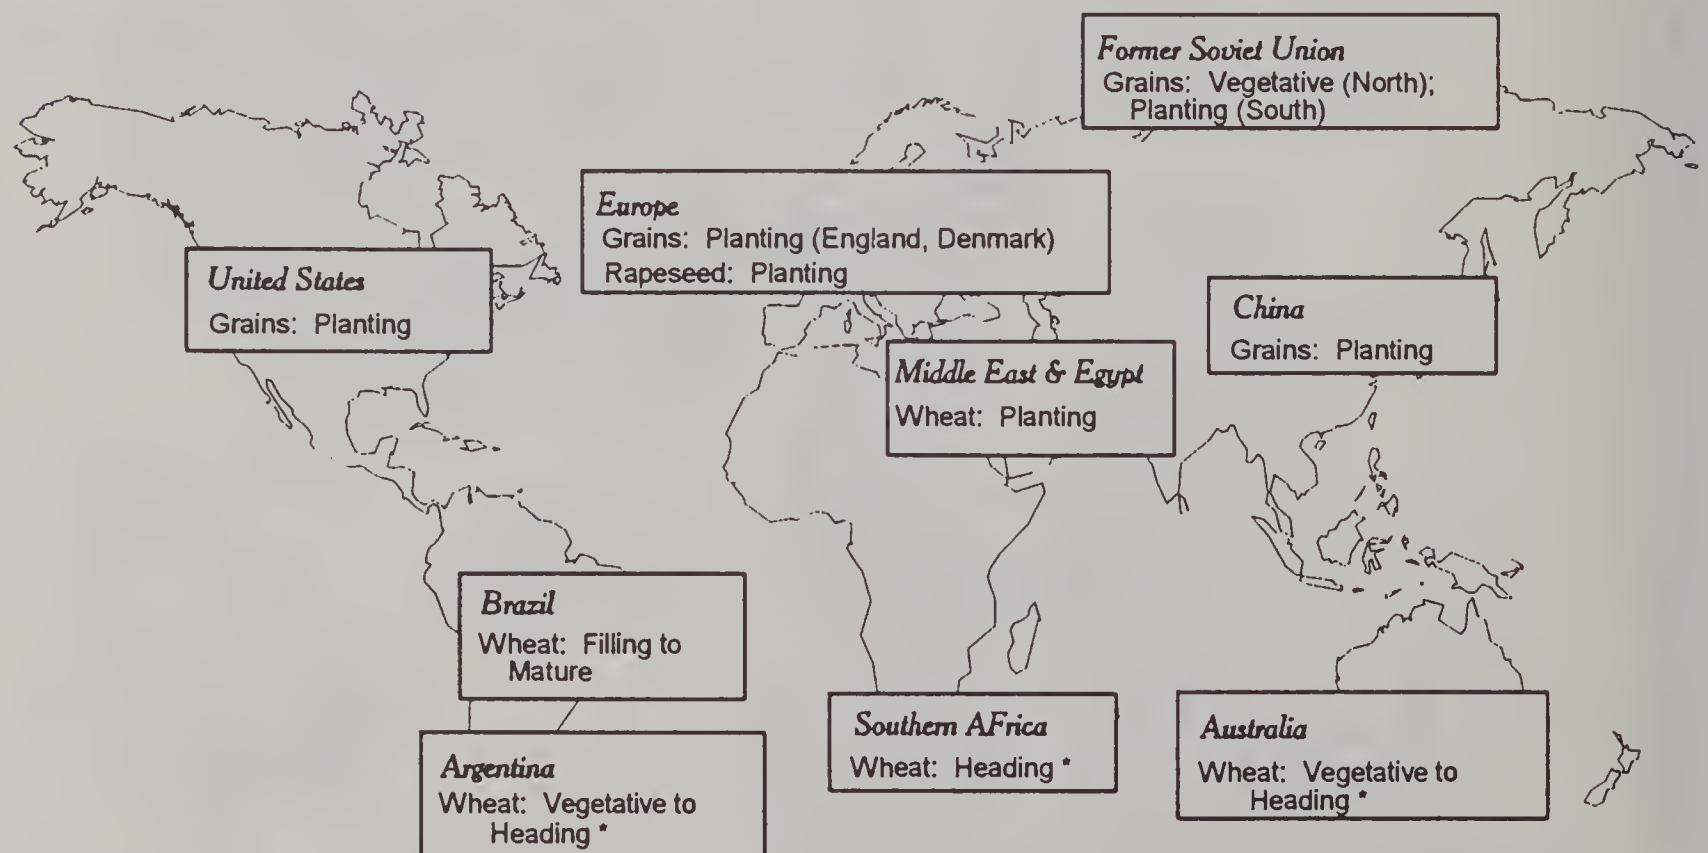 Former Soviet Union
Grains: Vegetative (North);
Planting (South)
Europe
Grains: Planting (England, Denmark)
Rapeseed: Planting
United States
Grains: Planting
China
Grains: Planting
Middle East & Egypt
Wheat: Planting
Brazil
Wheat: Filling to
Mature
Southern AFrica
Wheat: Heading *
Australia
Wheat: Vegetative to
Heading *
Argentina
Wheat: Vegetative to
Heading *